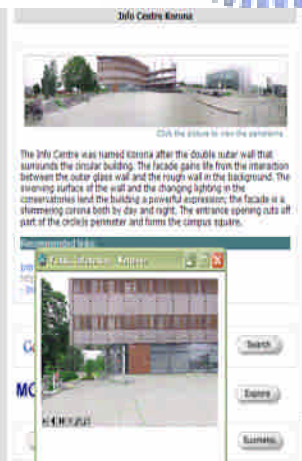 Info Centre Korona
Click the picture to view the panorama
The Info Centre was named Korona after the double outer wall that
surrounds the circular building. The facade gains life from the interaction
between the outer glass wall and the rough wall in the background. The
swerving surface of the wall and the changing lighting in the
conservatories lend the building a powerful expression; the facade is a
shimmering corona both by day and night. The entrance opening cuts off
part of the circle's perimeter and forms the campus square.
Recommended links:
Search
Explore
Business